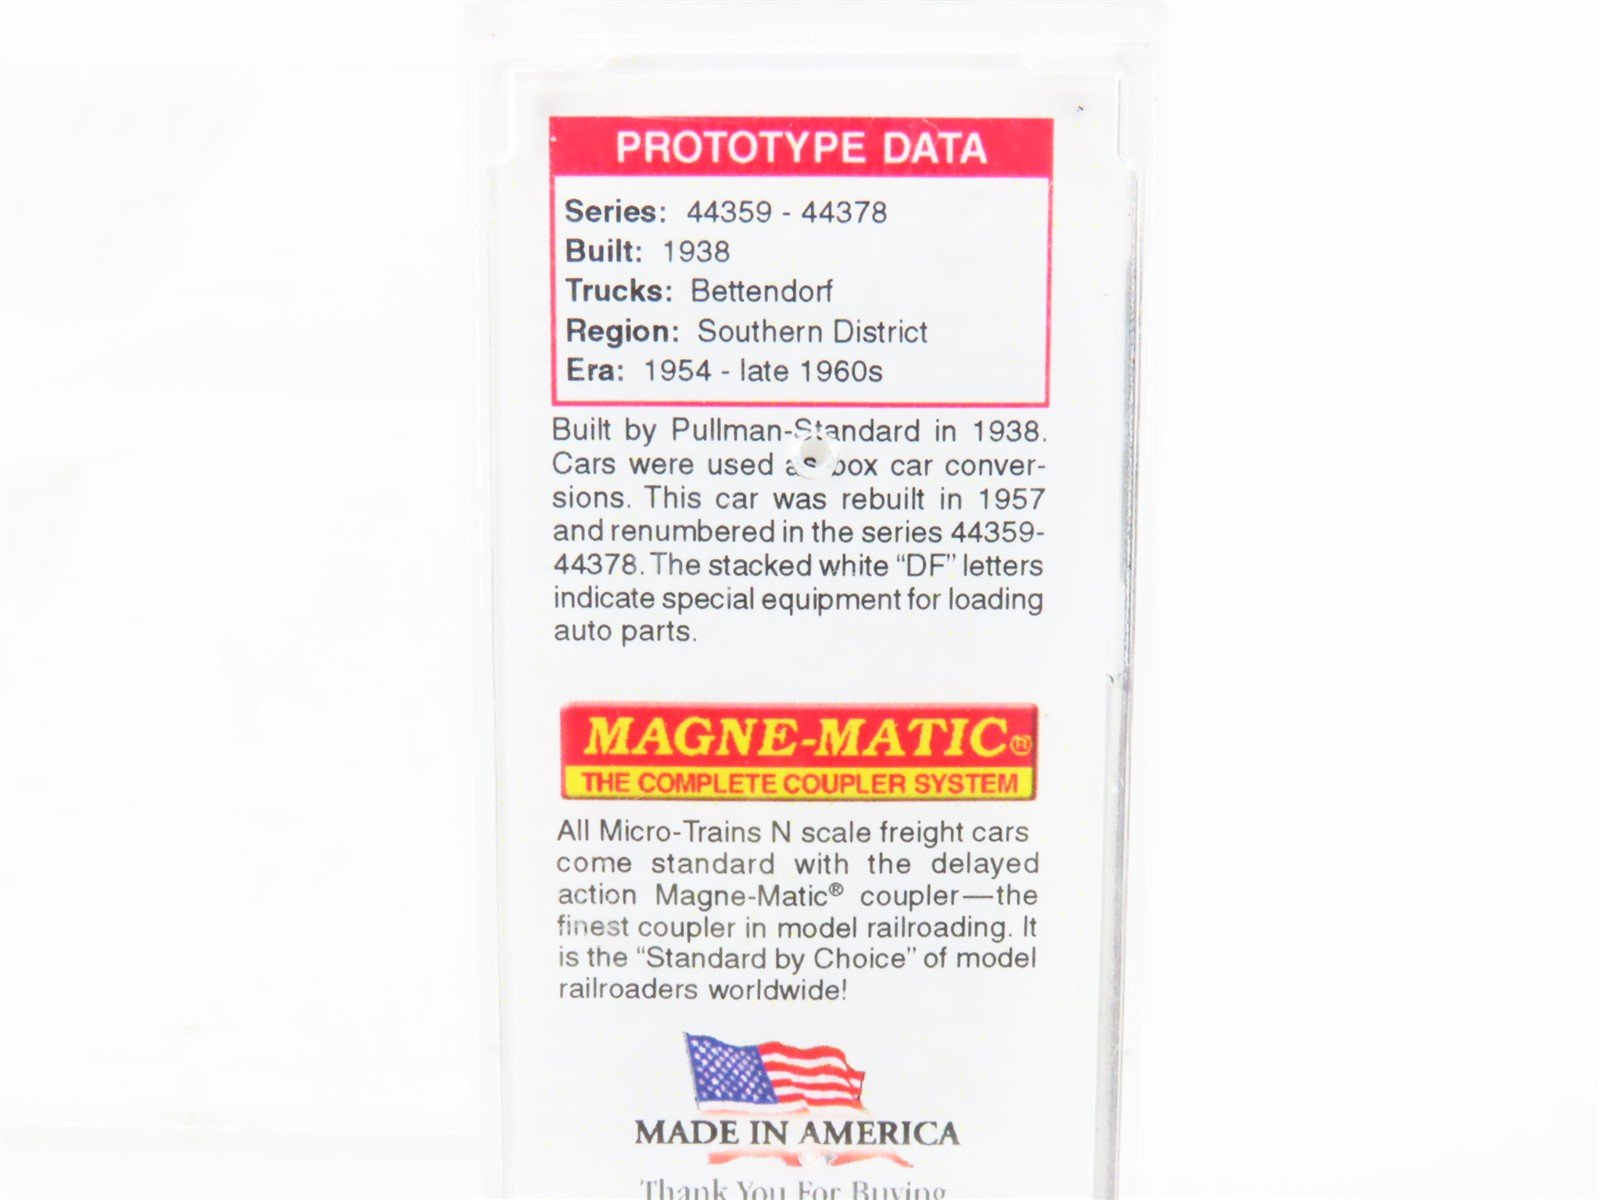 PROTOTYPE DATA
Series: 44359 - 44378
Built: 1938
Trucks: Bettendorf
Region: Southern District
Era: 1954 - late 1960s
Built by Pullman-Standard in 1938.
Cars were used as box car conver-
sions. This car was rebuilt in 1957
and renumbered in the series 44359-
44378. The stacked white “DF” letters
indicate special equipment for loading
auto parts.
MAGNE-MATIC®
THE COMPLETE COUPLER SYSTEM
All Micro-Trains N scale freight cars
come standard with the delayed
action Magne-Matic® coupler—the
finest coupler in model railroading. It
is the “Standard by Choice” of model
railroaders worldwide!
MADE IN AMERICA
Thank You For Buying